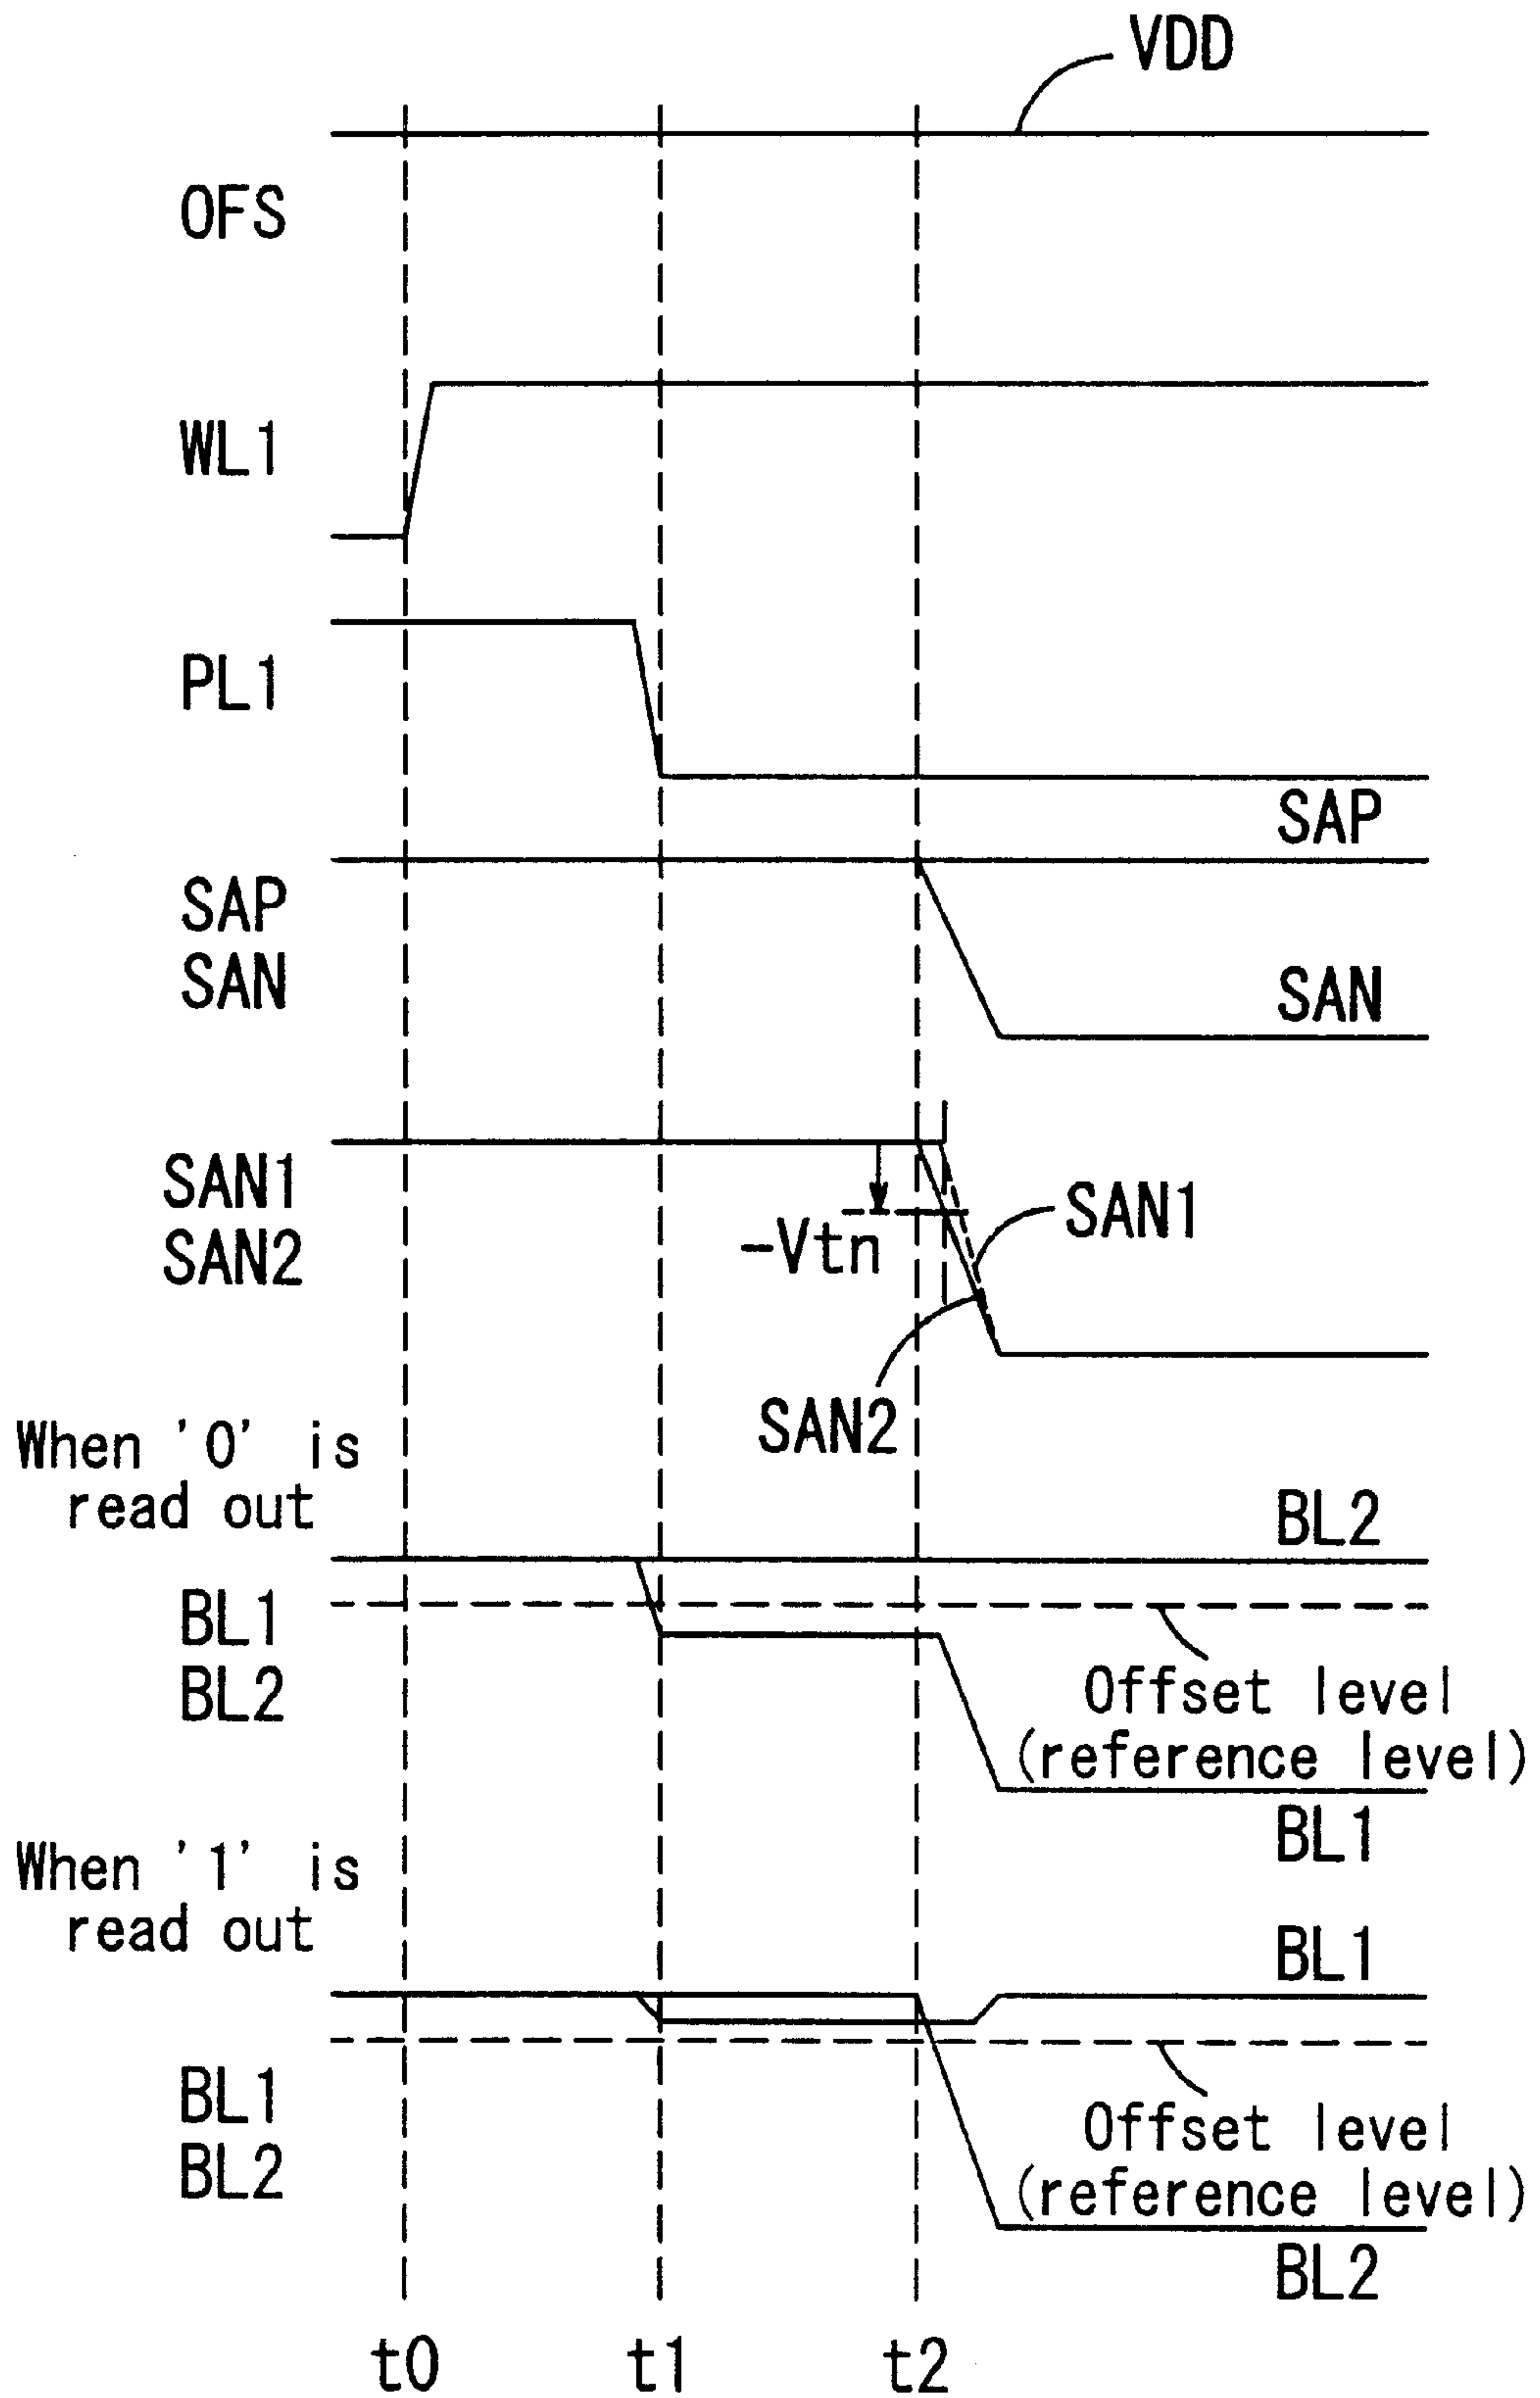 VDD
OFS
WL1
PL1
SAP
SAP
SAN
SAN
SAN1
SAN2
-Vtn
SAN1
SAN2
When '0' is
read out
BL2
BL1
BL2
Offset level
(reference level)
BL1
When '1' is
read out
BL1
BL1
BL2
Offset level
(reference level)
BL2
t0 t1 t2